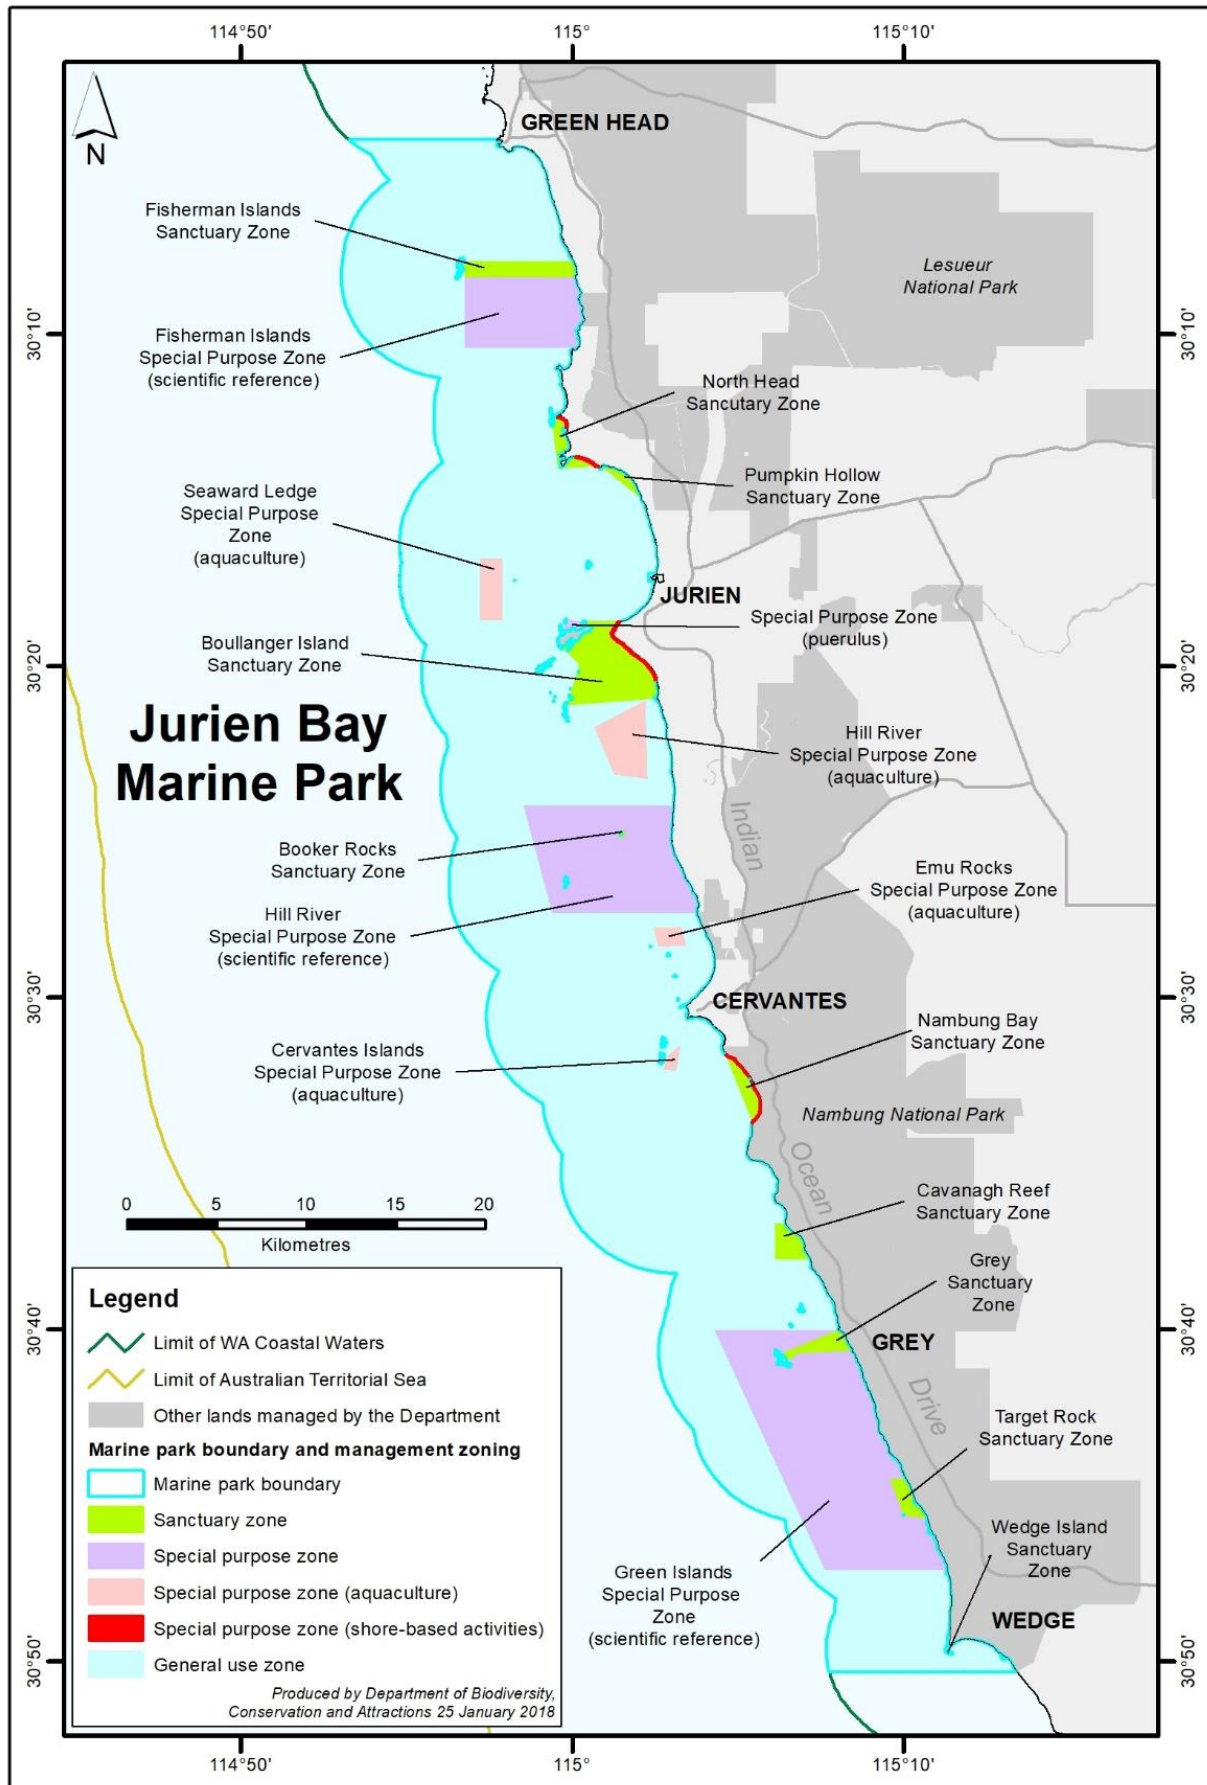 114°50'
115°
115°10'
N
GREEN HEAD
Fisherman Islands
Sanctuary Zone
Lesueur
National Park
30°10'
30°10'
Fisherman Islands
Special Purpose Zone
(scientific reference)
North Head
Sancutary Zone
Pumpkin Hollow
Sanctuary Zone
Seaward Ledge
Special Purpose
Zone
(aquaculture)
JURIEN
Special Purpose Zone
(puerulus)
Boullanger Island
Sanctuary Zone
30°20'
30°20'
Jurien Bay
Marine Park
Hill River
Special Purpose Zone
(aquaculture)
Indian
Booker Rocks
Sanctuary Zone
Emu Rocks
Special Purpose Zone
(aquaculture)
Hill River
Special Purpose Zone
(scientific reference)
30°30'
30°30'
CERVANTES
Nambung Bay
Sanctuary Zone
Cervantes Islands
Special Purpose Zone
(aquaculture)
Nambung National Park
Ocean
Cavanagh Reef
Sanctuary Zone
0 5 10 15 20
Kilometres
Grey
Sanctuary
Zone
30°40'
30°40'
GREY
Drive
Target Rock
Sanctuary Zone
Wedge Island
Sanctuary
Zone
Green Islands
Special Purpose
Zone
(scientific reference)
WEDGE
30°50'
30°50'
Legend
Limit of WA Coastal Waters
Limit of Australian Territorial Sea
Other lands managed by the Department
Marine park boundary and management zoning
Marine park boundary
Sanctuary zone
Special purpose zone
Special purpose zone (aquaculture)
Special purpose zone (shore-based activities)
General use zone
Produced by Department of Biodiversity,
Conservation and Attractions 25 January 2018
114°50'
115°
115°10'